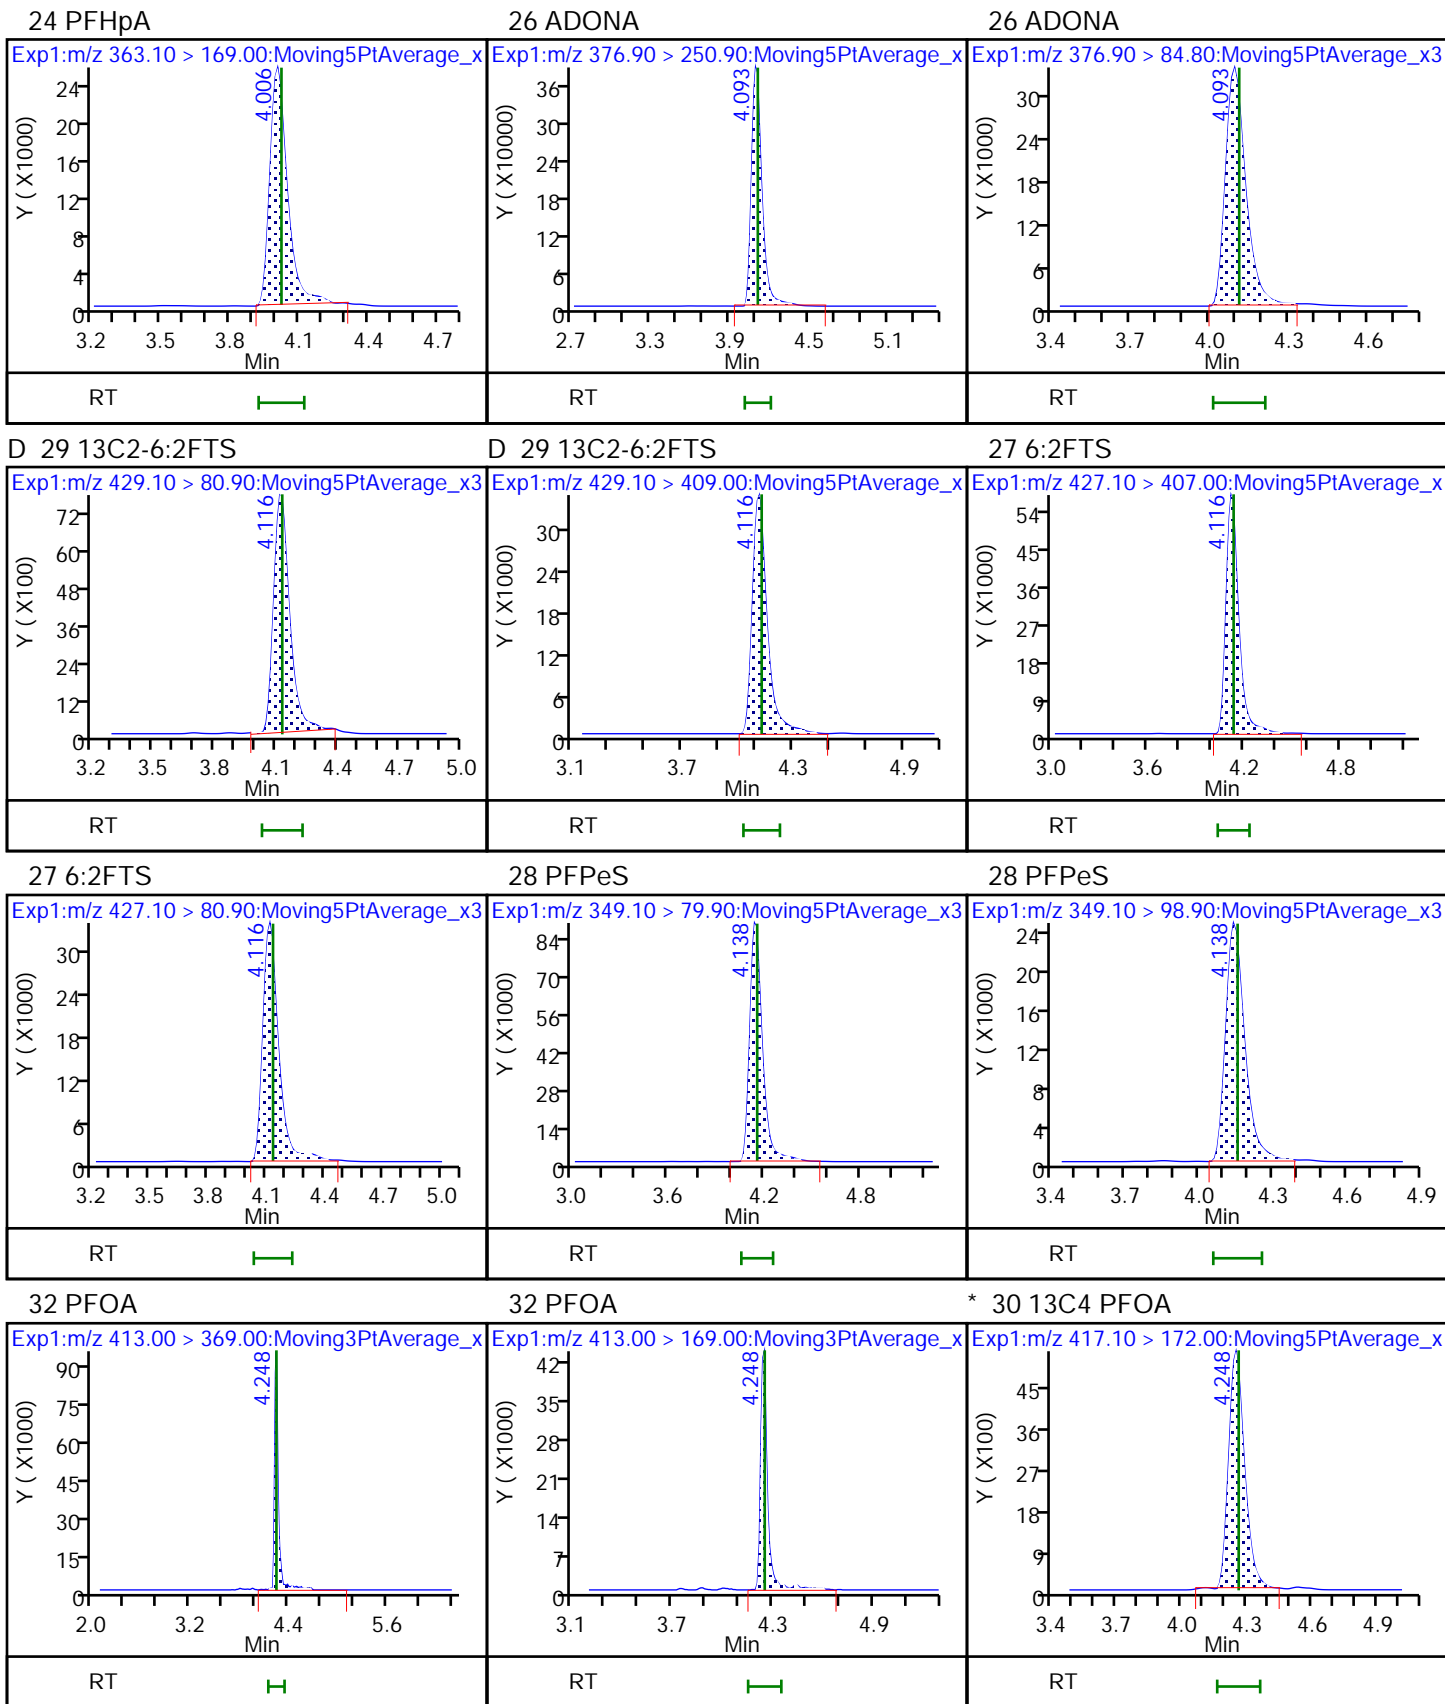 24 PFHpA
Exp1:m/z 363.10 > 169.00:Moving5PtAverage_x
4.006
Y ( X1000)
24
20
16
12
8
4
0
3.2 3.5 3.8 4.1 4.4 4.7
Min
RT
26 ADONA
Exp1:m/z 376.90 > 250.90:Moving5PtAverage_x
4.093
Y ( X10000)
36
30
24
18
12
6
0
2.7 3.3 3.9 4.5 5.1
Min
RT
26 ADONA
Exp1:m/z 376.90 > 84.80:Moving5PtAverage_x3
4.093
Y ( X1000)
30
24
18
12
6
0
3.4 3.7 4.0 4.3 4.6
Min
RT
D 29 13C2-6:2FTS
Exp1:m/z 429.10 > 80.90:Moving5PtAverage_x3
4.116
Y ( X100)
72
60
48
36
24
12
0
3.2 3.5 3.8 4.1 4.4 4.7 5.0
Min
RT
D 29 13C2-6:2FTS
Exp1:m/z 429.10 > 409.00:Moving5PtAverage_x
4.116
Y ( X1000)
30
24
18
12
6
0
3.1 3.7 4.3 4.9
Min
RT
27 6:2FTS
Exp1:m/z 427.10 > 407.00:Moving5PtAverage_x
4.116
Y ( X1000)
54
45
36
27
18
9
0
3.0 3.6 4.2 4.8
Min
RT
27 6:2FTS
Exp1:m/z 427.10 > 80.90:Moving5PtAverage_x3
4.116
Y ( X1000)
30
24
18
12
6
0
3.2 3.5 3.8 4.1 4.4 4.7 5.0
Min
RT
28 PFPeS
Exp1:m/z 349.10 > 79.90:Moving5PtAverage_x3
4.138
Y ( X1000)
84
70
56
42
28
14
0
3.0 3.6 4.2 4.8
Min
RT
28 PFPeS
Exp1:m/z 349.10 > 98.90:Moving5PtAverage_x3
4.138
Y ( X1000)
24
20
16
12
8
4
0
3.4 3.7 4.0 4.3 4.6 4.9
Min
RT
32 PFOA
Exp1:m/z 413.00 > 369.00:Moving3PtAverage_x
4.248
Y ( X1000)
90
75
60
45
30
15
0
2.0 3.2 4.4 5.6
Min
RT
32 PFOA
Exp1:m/z 413.00 > 169.00:Moving3PtAverage_x
4.248
Y ( X1000)
42
35
28
21
14
7
0
3.1 3.7 4.3 4.9
Min
RT
* 30 13C4 PFOA
Exp1:m/z 417.10 > 172.00:Moving5PtAverage_x
4.248
Y ( X100)
45
36
27
18
9
0
3.4 3.7 4.0 4.3 4.6 4.9
Min
RT